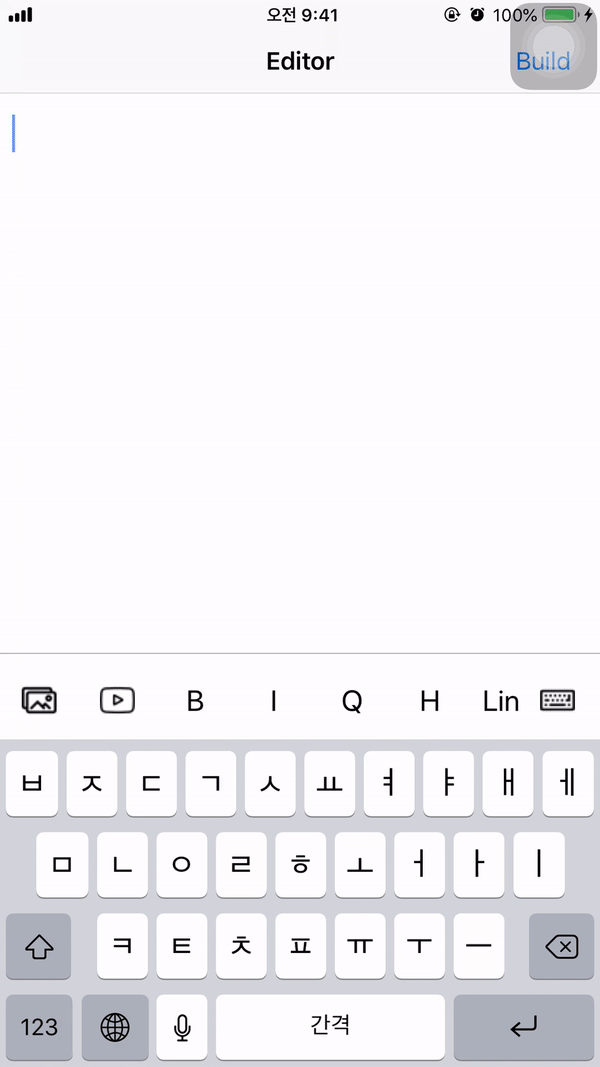 오전 9:41 100%
Editor Build
B I Q H Lin
ㅂ ㅈ ㄷ ㄱ ㅅ ㅛ ㅕ ㅑ ㅐ ㅔ
ㅁ ㄴ ㅇ ㄹ ㅎ ㅗ ㅓ ㅏ ㅣ
ㅋ ㅌ ㅊ ㅍ ㅠ ㅜ ㅡ
123 간격